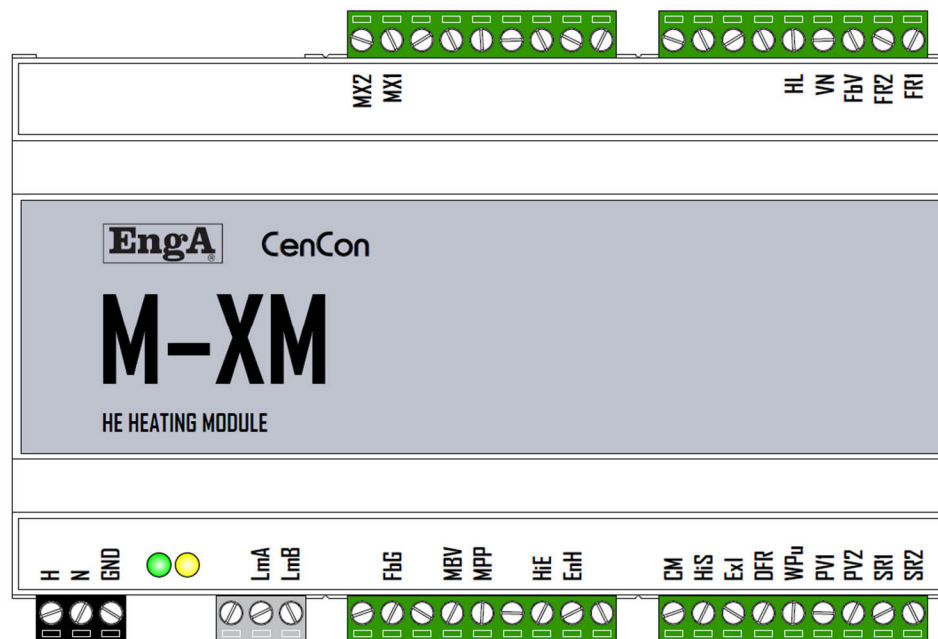 MX2 MX1 HL VN FbV FR2 FR1
EngA® CenCon
M–XM
HE HEATING MODULE
H N GND LmA LmB FbG MBV MPP HiE EnH CM HiS ExI DFR WPu PV1 PV2 SR1 SR2